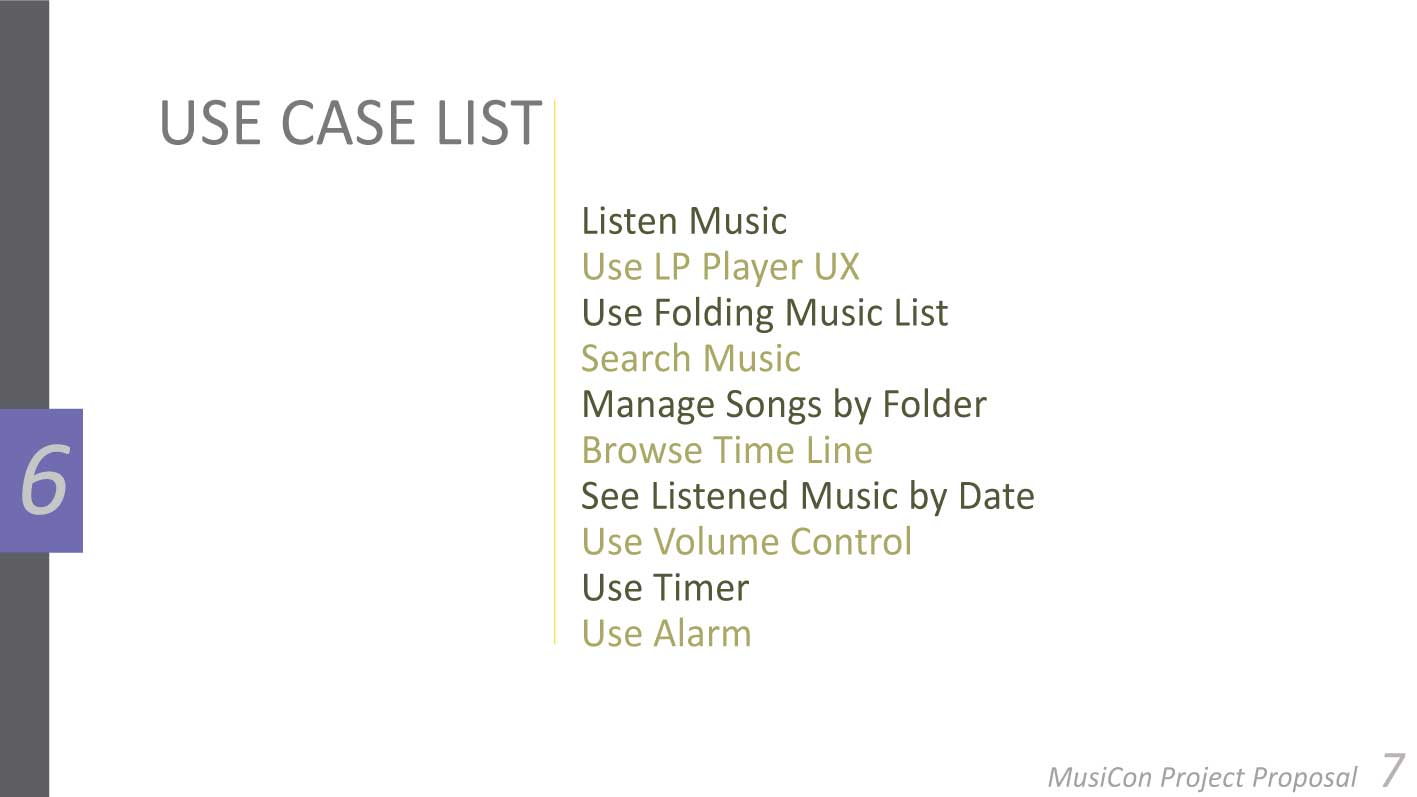 USE CASE LIST
Listen Music
Use LP Player UX
Use Folding Music List
Search Music
Manage Songs by Folder
Browse Time Line
See Listened Music by Date
Use Volume Control
Use Timer
Use Alarm
6
MusiCon Project Proposal 7